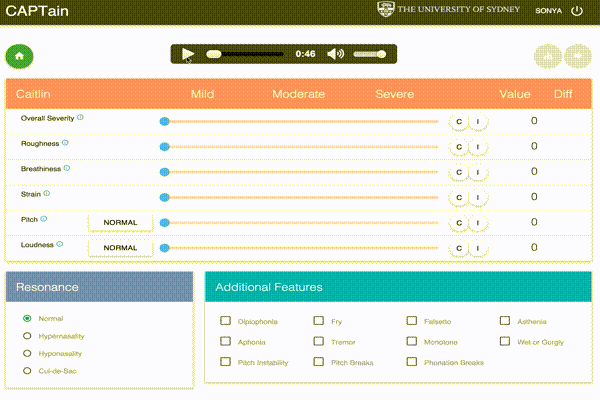 CAPTain
THE UNIVERSITY OF SYDNEY
SONYA
0:46
Caitlin Mild Moderate Severe Value Diff
Overall Severity C I 0
Roughness C I 0
Breathiness C I 0
Strain C I 0
Pitch NORMAL C I 0
Loudness NORMAL C I 0
Resonance
Normal
Hypernasality
Hyponasality
Cul-de-Sac
Additional Features
Diplophonia Fry Falsetto Asthenia
Aphonia Tremor Monotone Wet or Gurgly
Pitch Instability Pitch Breaks Phonation Breaks